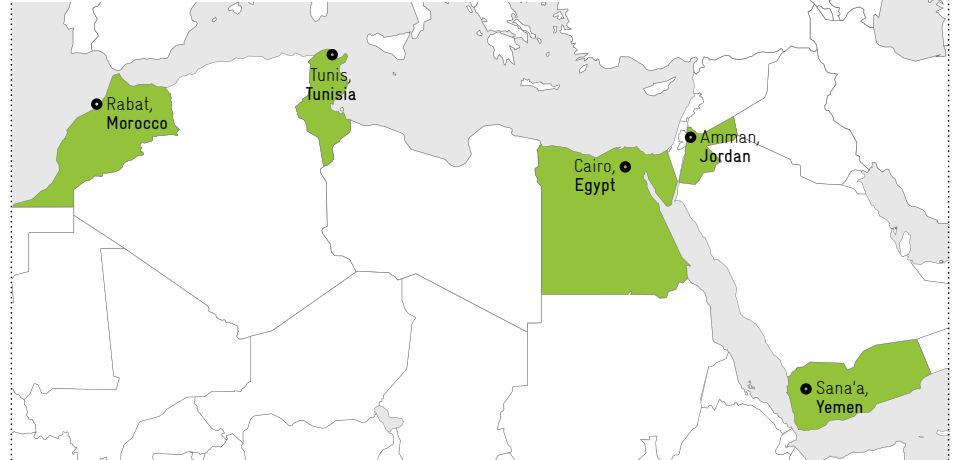 Rabat,
Morocco
Tunis,
Tunisia
Cairo,
Egypt
Amman,
Jordan
Sana'a,
Yemen